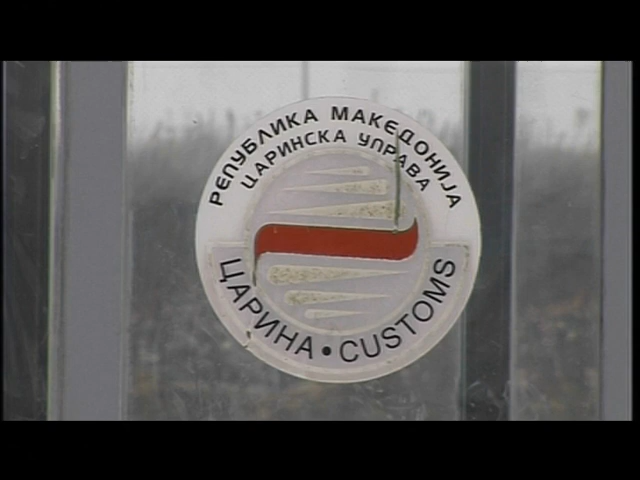 РЕПУБЛИКА МАКЕДОНИЈА
ЦАРИНСКА УПРАВА
ЦАРИНА • CUSTOMS